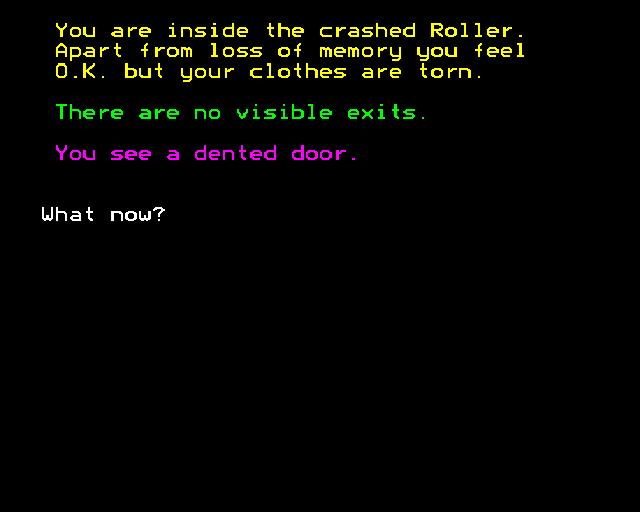 You are inside the crashed Roller.
Apart from loss of memory you feel
O.K. but your clothes are torn.
There are no visible exits.
You see a dented door.
What now?